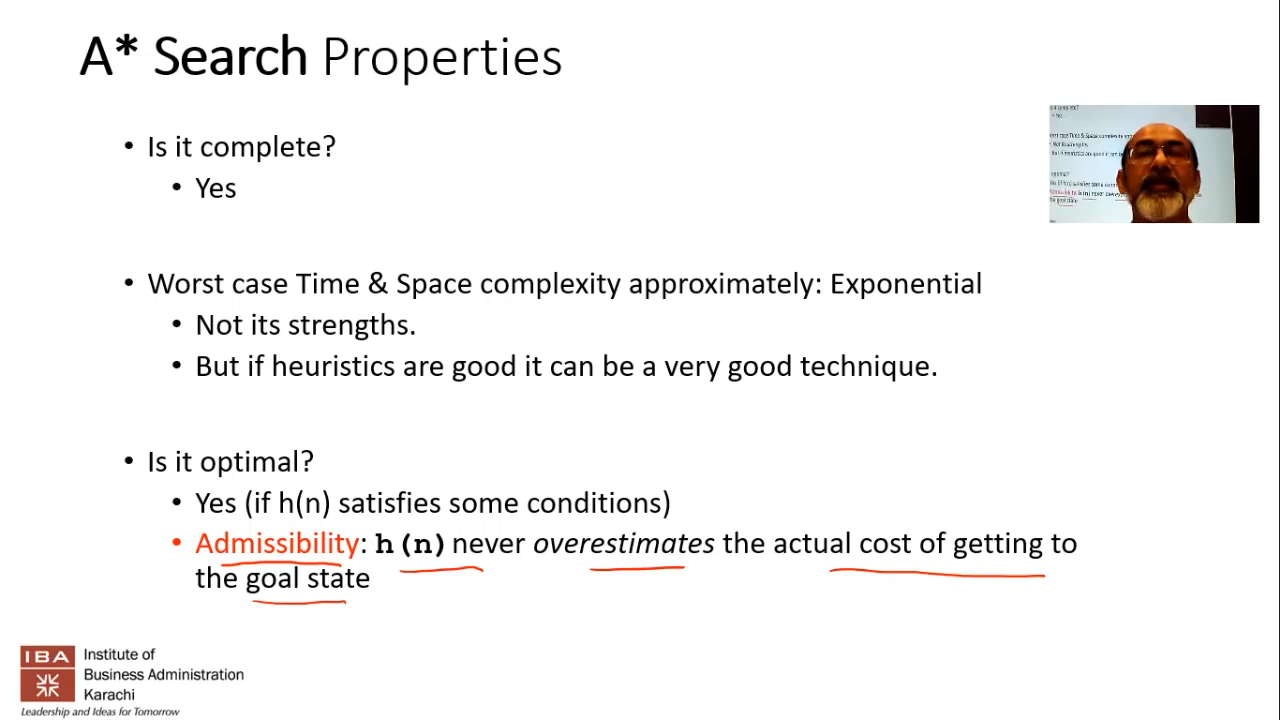 A* Search Properties
• Is it complete?
• Yes
• Worst case Time & Space complexity approximately: Exponential
• Not its strengths.
• But if heuristics are good it can be a very good technique.
• Is it optimal?
• Yes (if h(n) satisfies some conditions)
• Admissibility: h(n) never overestimates the actual cost of getting to
the goal state
IBA
Institute of
Business Administration
Karachi
Leadership and Ideas for Tomorrow